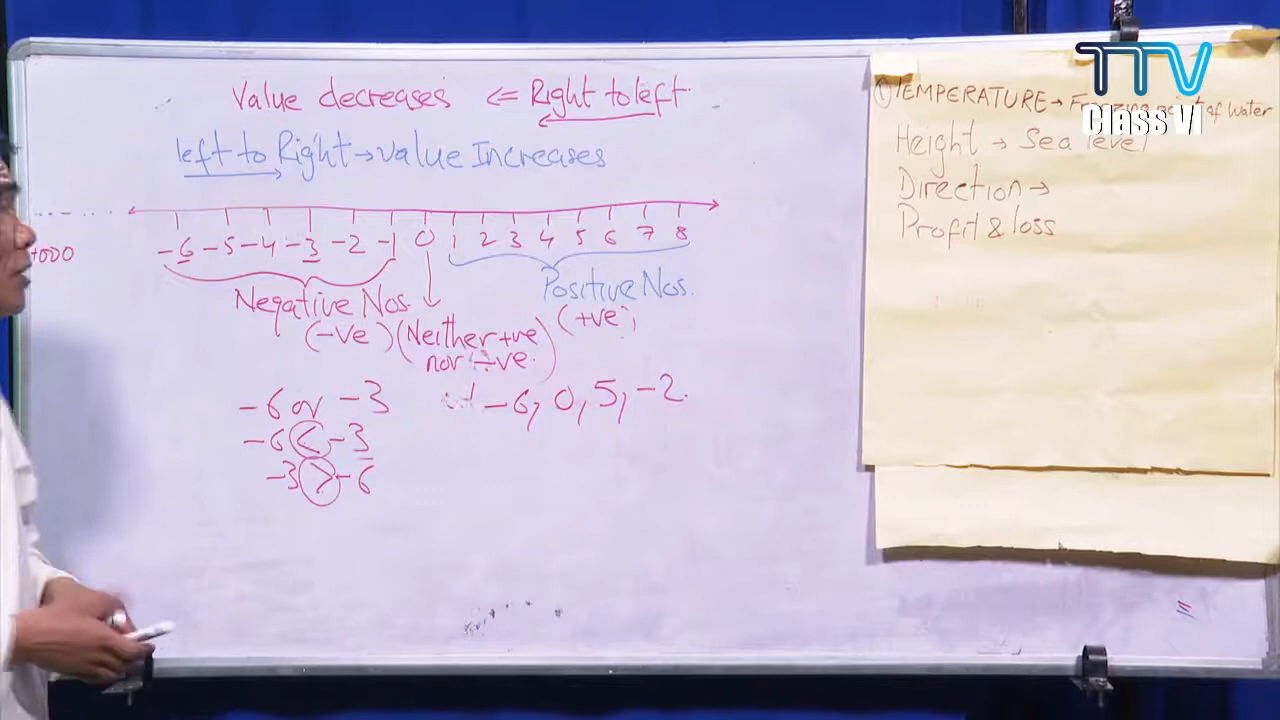 Value decreases <= Right to left
left to Right → value Increases
-6 -5 -4 -3 -2 -1 0 1 2 3 4 5 6 7 8
Negative Nos.
(-ve)
(Neither +ve
nor -ve.)
Positive Nos.
(+ve)
-6 or -3
-6 < -3
-3 > -6
-6, 0, 5, -2.
TTV
Class VI
① TEMPERATURE → Freezing point of water
Height → Sea level
Direction →
Profit & loss